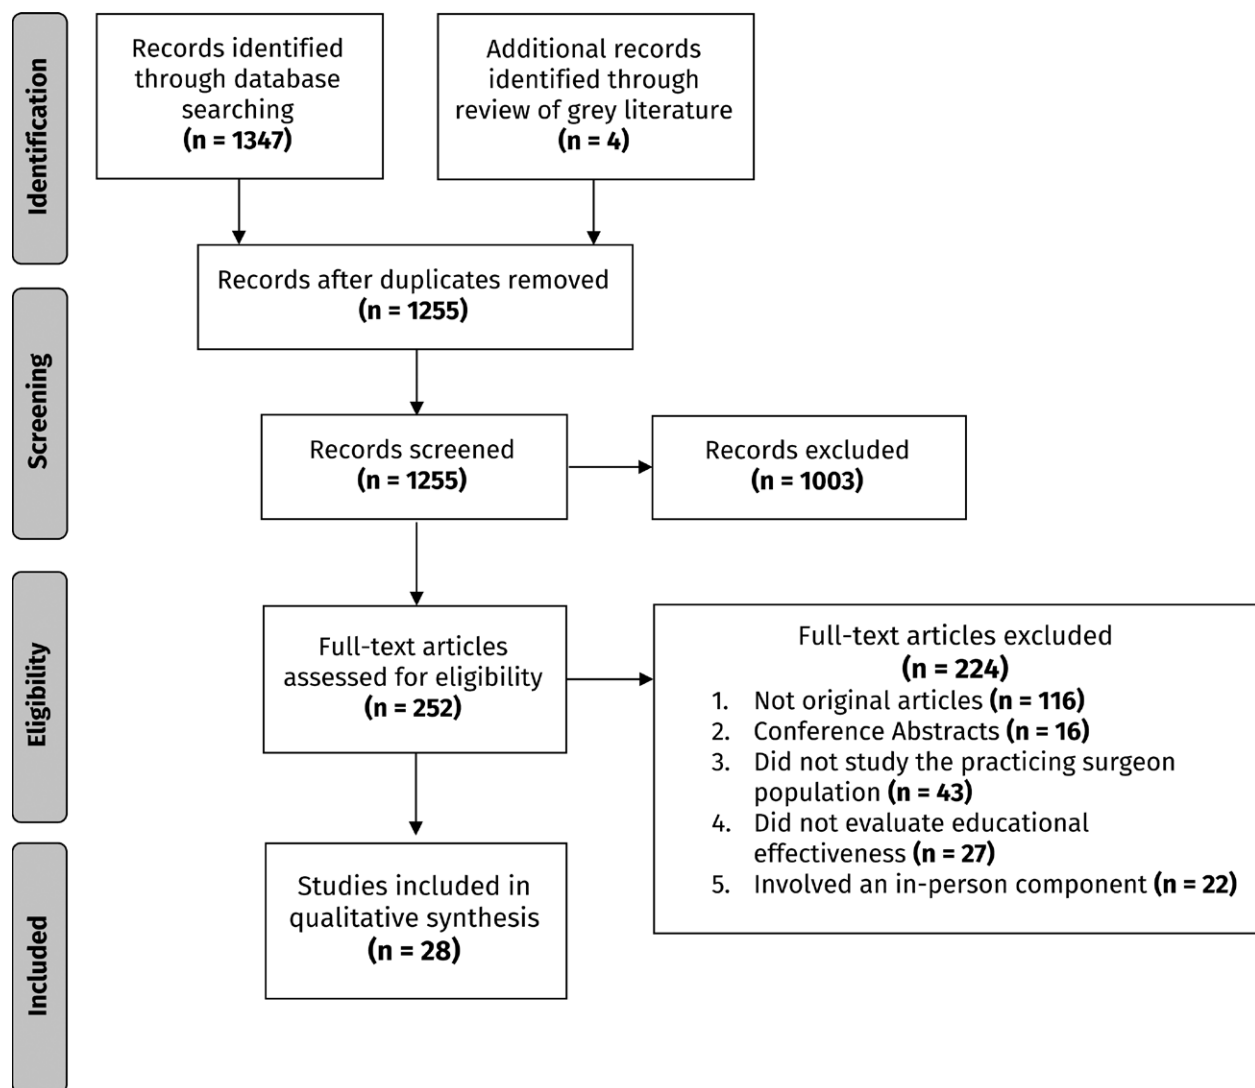 Identification
Records identified
through database
searching
(n = 1347)
Additional records
identified through
review of grey literature
(n = 4)
Records after duplicates removed
(n = 1255)
Screening
Records screened
(n = 1255)
Records excluded
(n = 1003)
Eligibility
Full-text articles
assessed for eligibility
(n = 252)
Full-text articles excluded
(n = 224)
1. Not original articles (n = 116)
2. Conference Abstracts (n = 16)
3. Did not study the practicing surgeon
population (n = 43)
4. Did not evaluate educational
effectiveness (n = 27)
5. Involved an in-person component (n = 22)
Included
Studies included in
qualitative synthesis
(n = 28)